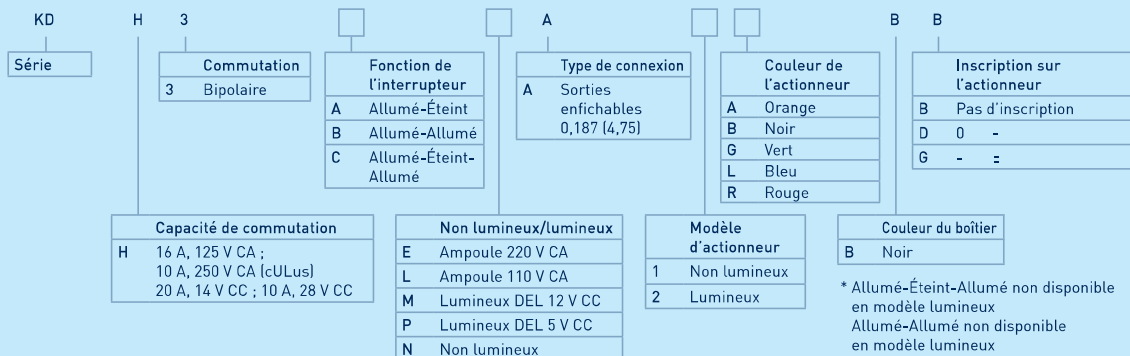 KD H 3 A B B
Série
Commutation
3 Bipolaire
Fonction de
l'interrupteur
A Allumé-Éteint
B Allumé-Allumé
C Allumé-Éteint-
Allumé
Type de connexion
A Sorties
enfichables
0,187 (4,75)
Couleur de
l'actionneur
A Orange
B Noir
G Vert
L Bleu
R Rouge
Inscription sur
l'actionneur
B Pas d'inscription
D 0 -
G - =
Capacité de commutation
H 16 A, 125 V CA ;
10 A, 250 V CA (cULus)
20 A, 14 V CC ; 10 A, 28 V CC
Non lumineux/lumineux
E Ampoule 220 V CA
L Ampoule 110 V CA
M Lumineux DEL 12 V CC
P Lumineux DEL 5 V CC
N Non lumineux
Modèle
d'actionneur
1 Non lumineux
2 Lumineux
Couleur du boîtier
B Noir
* Allumé-Éteint-Allumé non disponible
en modèle lumineux
Allumé-Allumé non disponible
en modèle lumineux